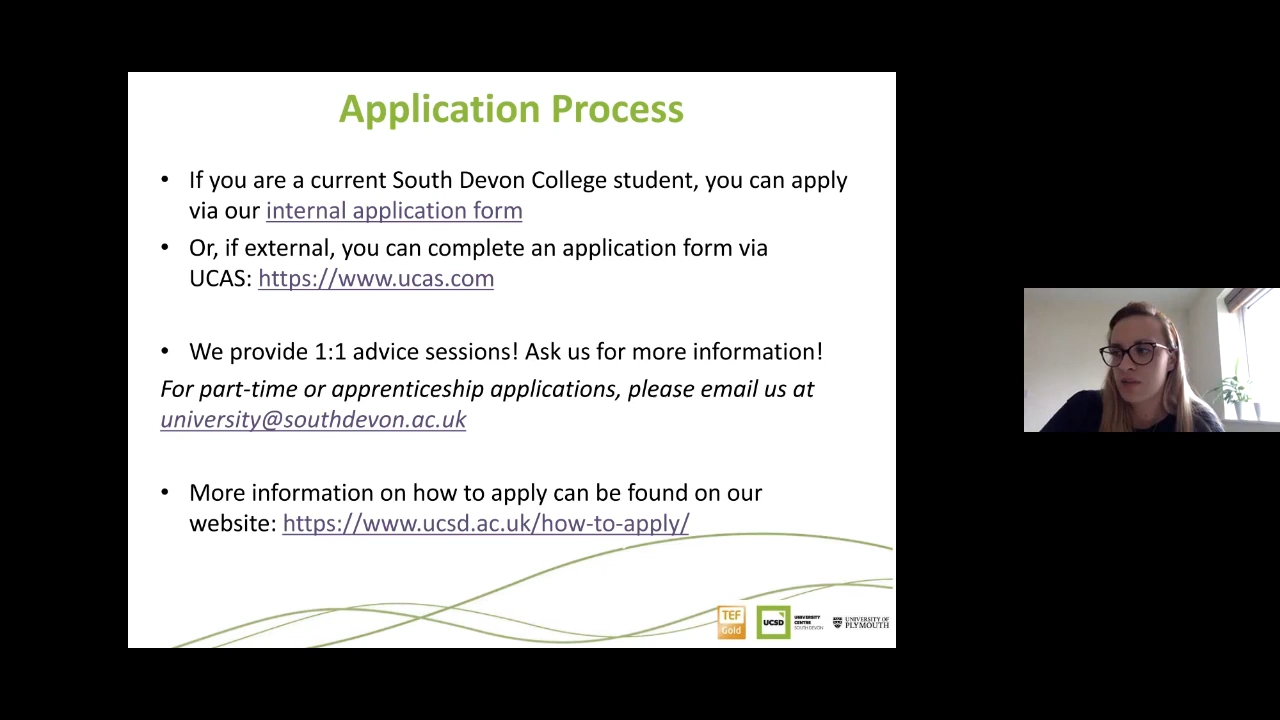 Application Process
• If you are a current South Devon College student, you can apply
via our internal application form
• Or, if external, you can complete an application form via
UCAS: https://www.ucas.com
• We provide 1:1 advice sessions! Ask us for more information!
For part-time or apprenticeship applications, please email us at
university@southdevon.ac.uk
• More information on how to apply can be found on our
website: https://www.ucsd.ac.uk/how-to-apply/
TEF
Gold
UCSD
UNIVERSITY
CENTRE
SOUTH DEVON
UNIVERSITY OF
PLYMOUTH